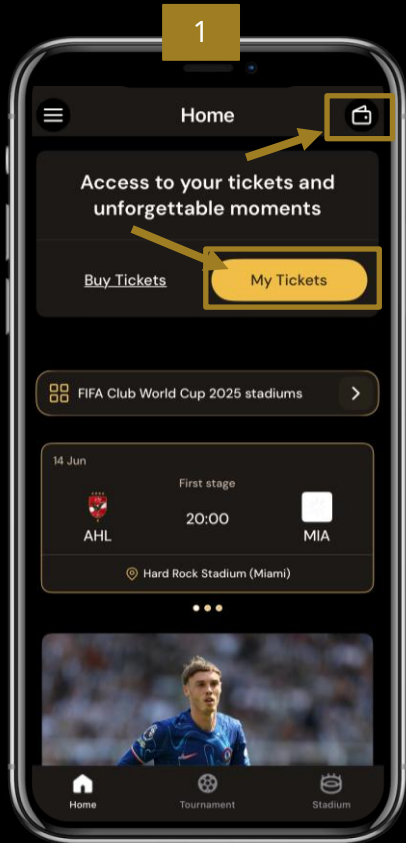 1
Home
Access to your tickets and
unforgettable moments
Buy Tickets
My Tickets
FIFA Club World Cup 2025 stadiums
14 Jun
First stage
20:00
AHL
MIA
Hard Rock Stadium (Miami)
Home
Tournament
Stadium